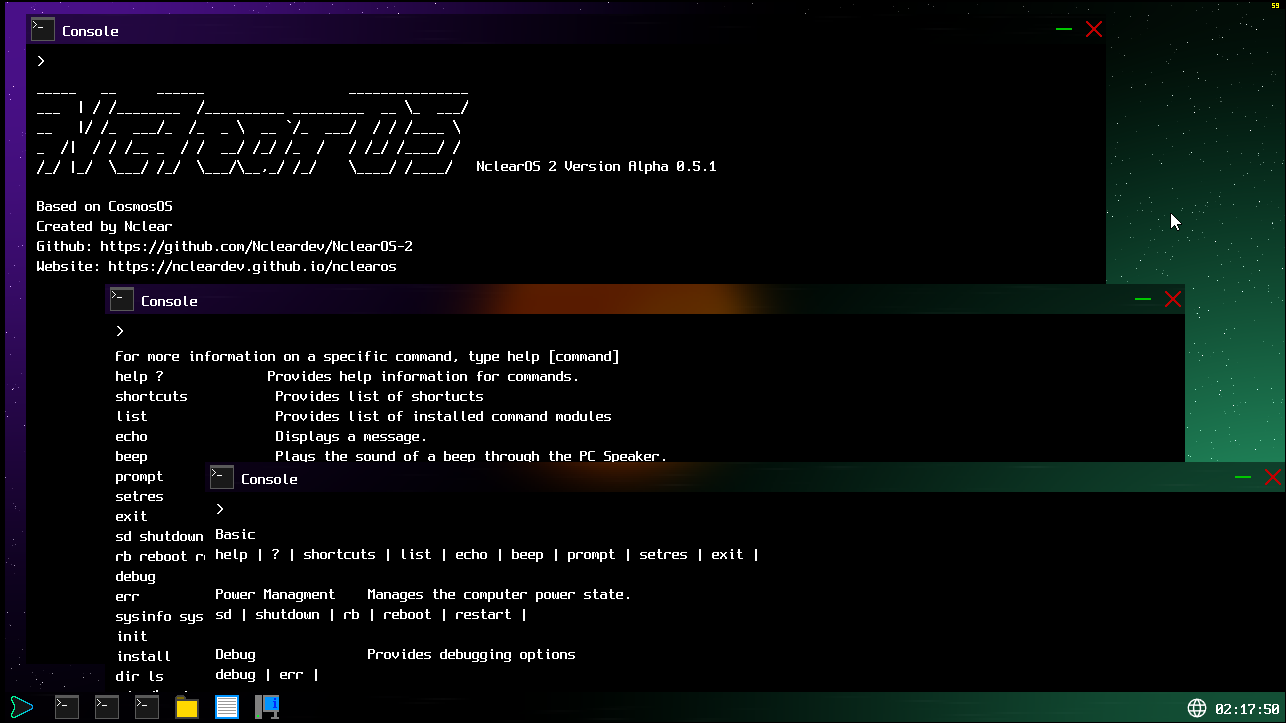 59
Console
>
NclearOS
NclearOS 2 Version Alpha 0.5.1
Based on CosmosOS
Created by Nclear
Github: https://github.com/Ncleardev/NclearOS-2
Website: https://ncleardev.github.io/nclearos
Console
>
For more information on a specific command, type help [command]
help ? Provides help information for commands.
shortcuts Provides list of shortucts
list Provides list of installed command modules
echo Displays a message.
beep Plays the sound of a beep through the PC Speaker.
prompt
setres
exit
sd shutdown
rb reboot r
debug
err
sysinfo sys
init
install
dir ls
Console
>
Basic
help | ? | shortcuts | list | echo | beep | prompt | setres | exit |
Power Managment Manages the computer power state.
sd | shutdown | rb | reboot | restart |
Debug Provides debugging options
debug | err |
02:17:50